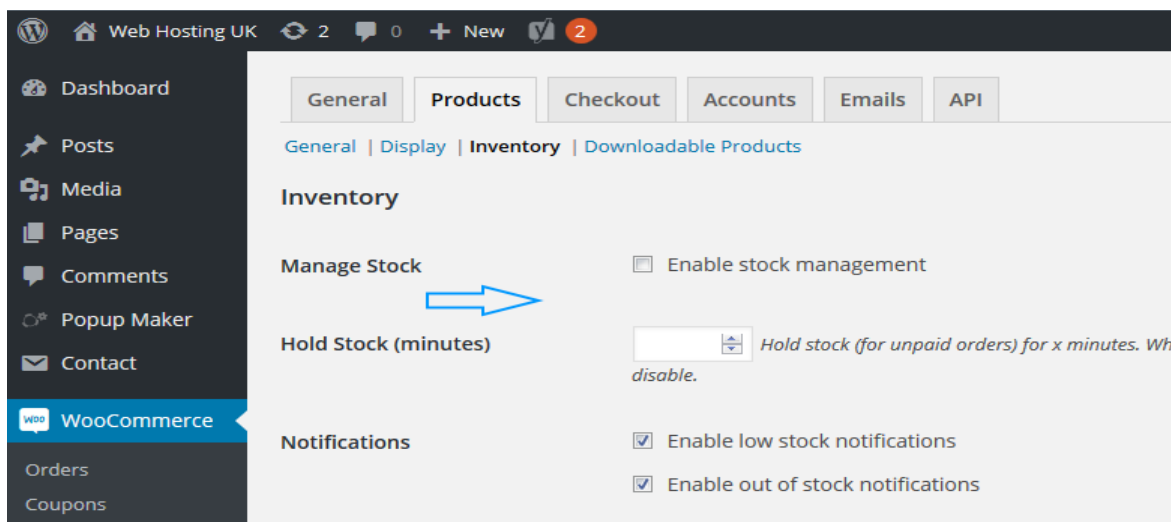 Web Hosting UK 2 0 + New 2
Dashboard
Posts
Media
Pages
Comments
Popup Maker
Contact
WOO WooCommerce
Orders
Coupons
General Products Checkout Accounts Emails API
General | Display | Inventory | Downloadable Products
Inventory
Manage Stock Enable stock management
Hold Stock (minutes) Hold stock (for unpaid orders) for x minutes. Wh
disable.
Notifications Enable low stock notifications
Enable out of stock notifications